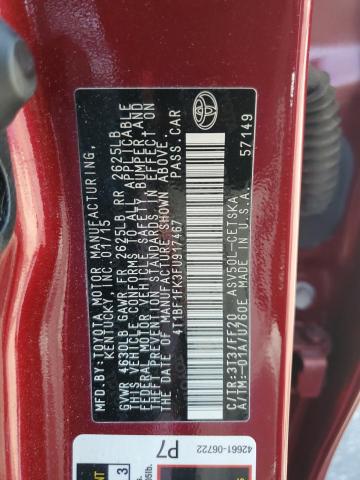 MFD BY:TOYOTA MOTOR MANUFACTURING,
KENTUCKY, INC. 01/15
GVWR 4630LB GAWR FR 2625LB RR 2625LB
THIS VEHICLE CONFORMS TO ALL APPLICABLE
FEDERAL MOTOR VEHICLE SAFETY, BUMPER, AND
THEFT PREVENTION STANDARDS IN EFFECT ON
THE DATE OF MANUFACTURE SHOWN ABOVE.
4T1BF1FK3FU917467 PASS.CAR
C/TR:3T3/FF20 ASV50L-CETSKA
A/TM:-01A/U760E MADE IN U.S.A.
57149
42661-06722
P7
3